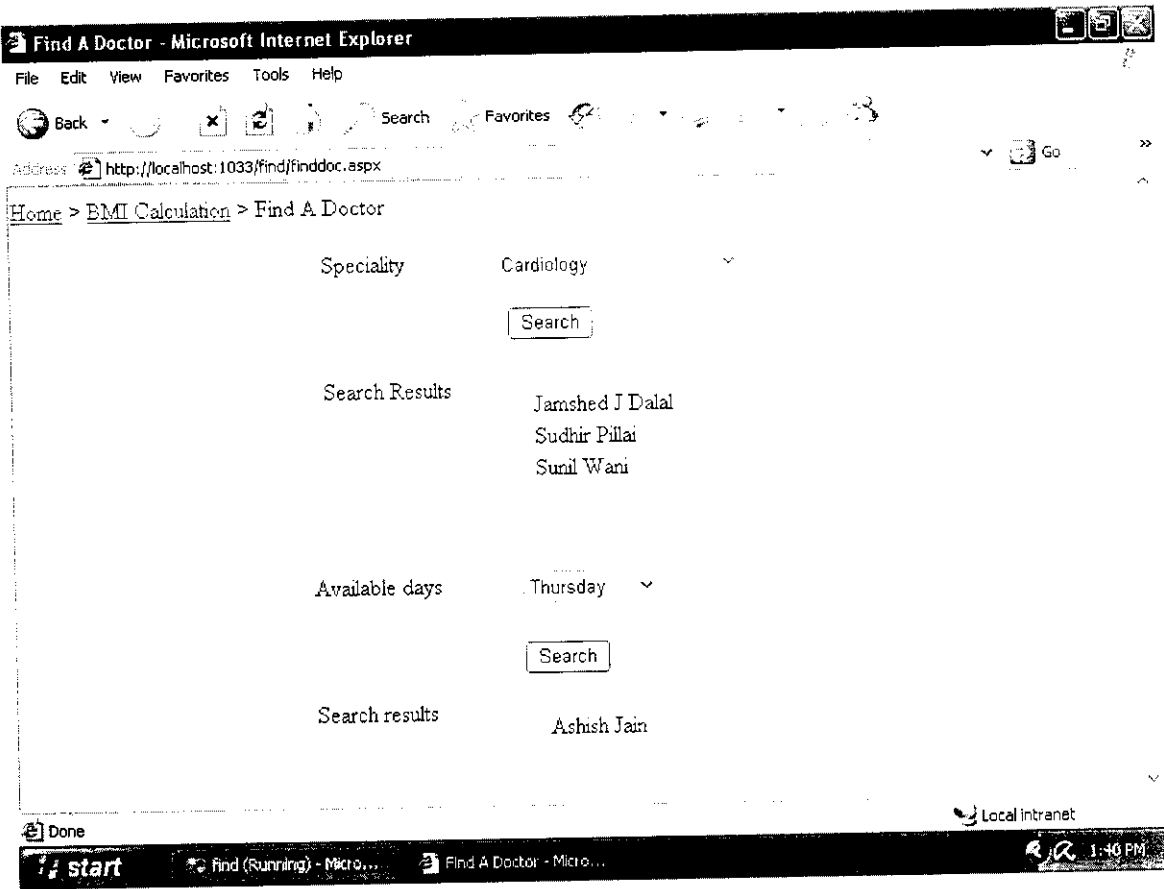 Find A Doctor - Microsoft Internet Explorer
File Edit View Favorites Tools Help
Back Search Favorites
Address http://localhost:1033/find/finddoc.aspx Go »
Home > BMI Calculation > Find A Doctor
Speciality Cardiology
Search
Search Results
Jamshed J Dalal
Sudhir Pillai
Sunil Wani
Available days Thursday
Search
Search results Ashish Jain
Done Local intranet
start find (Running) - Micro... Find A Doctor - Micro... 1:40 PM